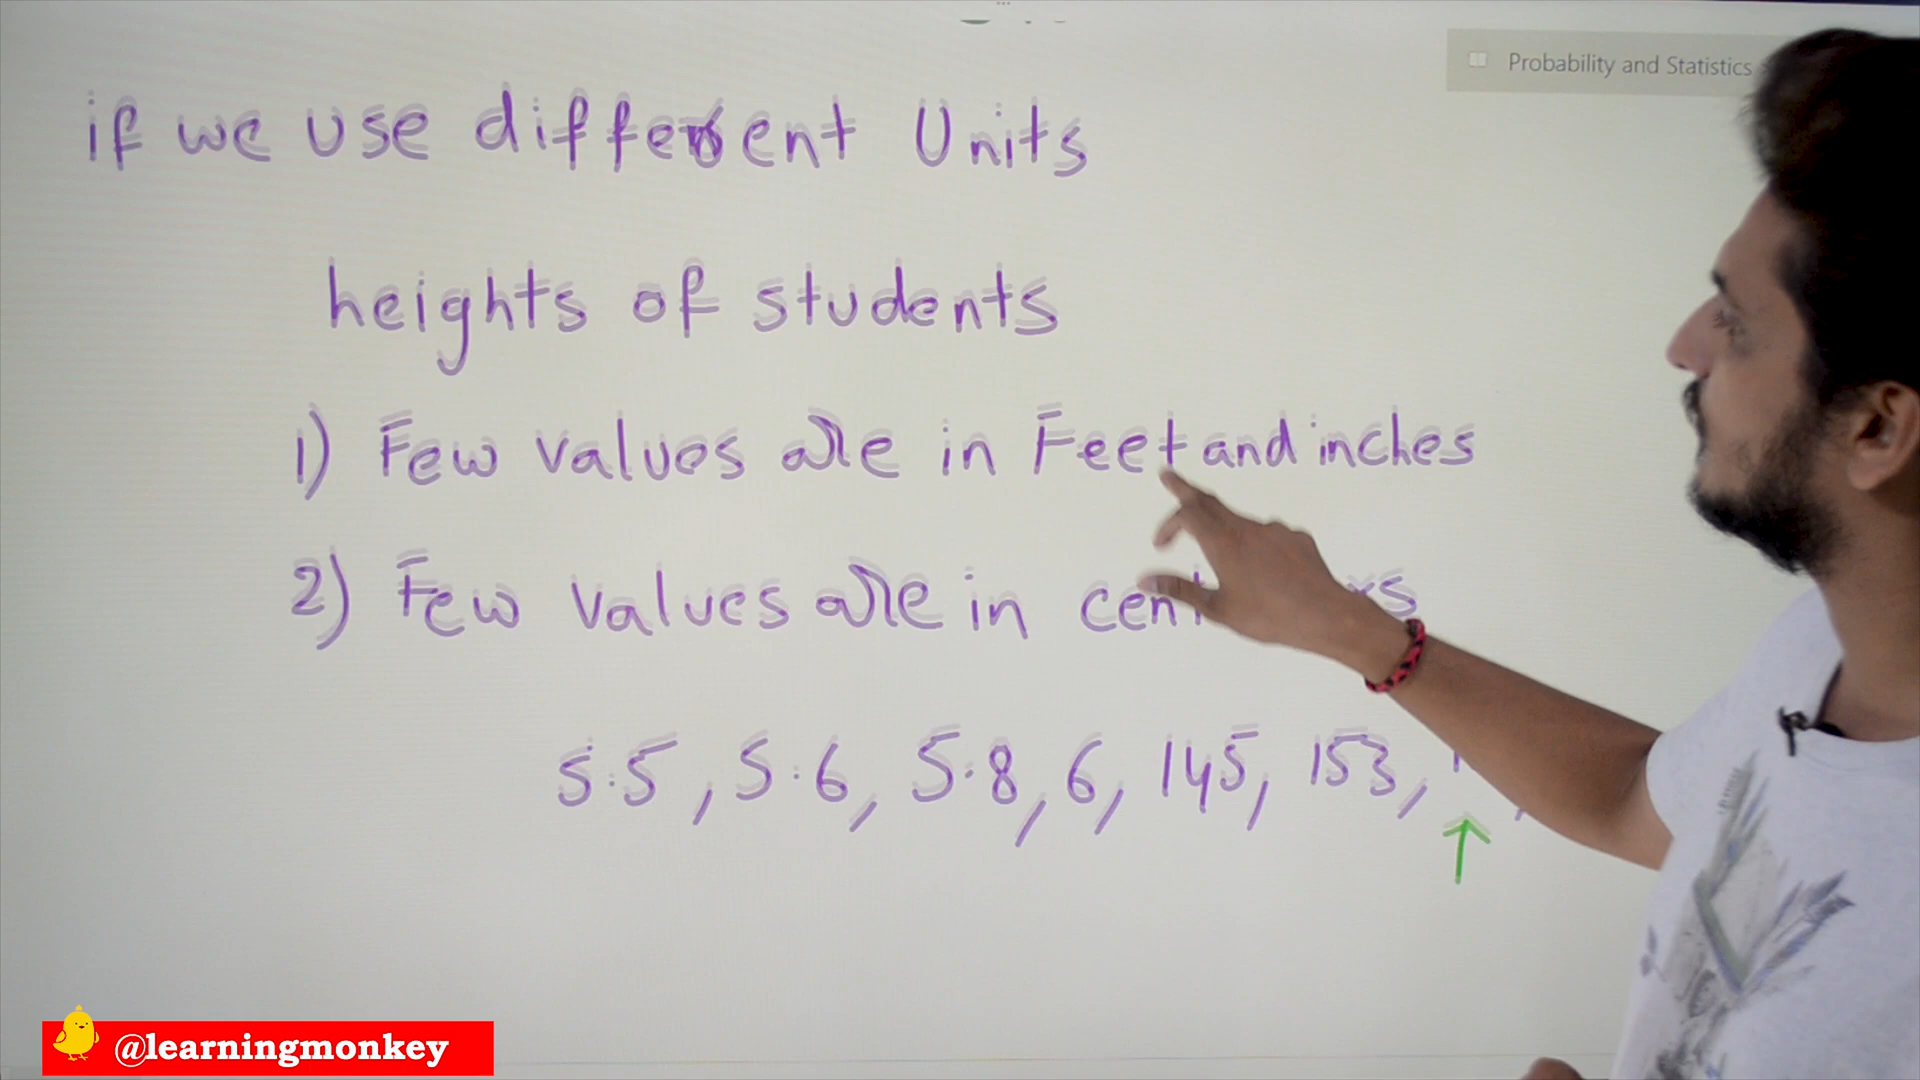 Probability and Statistics
if we use different Units
heights of students
1) Few values are in Feet and inches
2) Few values are in
5.5, 5.6, 5.8, 6, 145, 153,
@learningmonkey